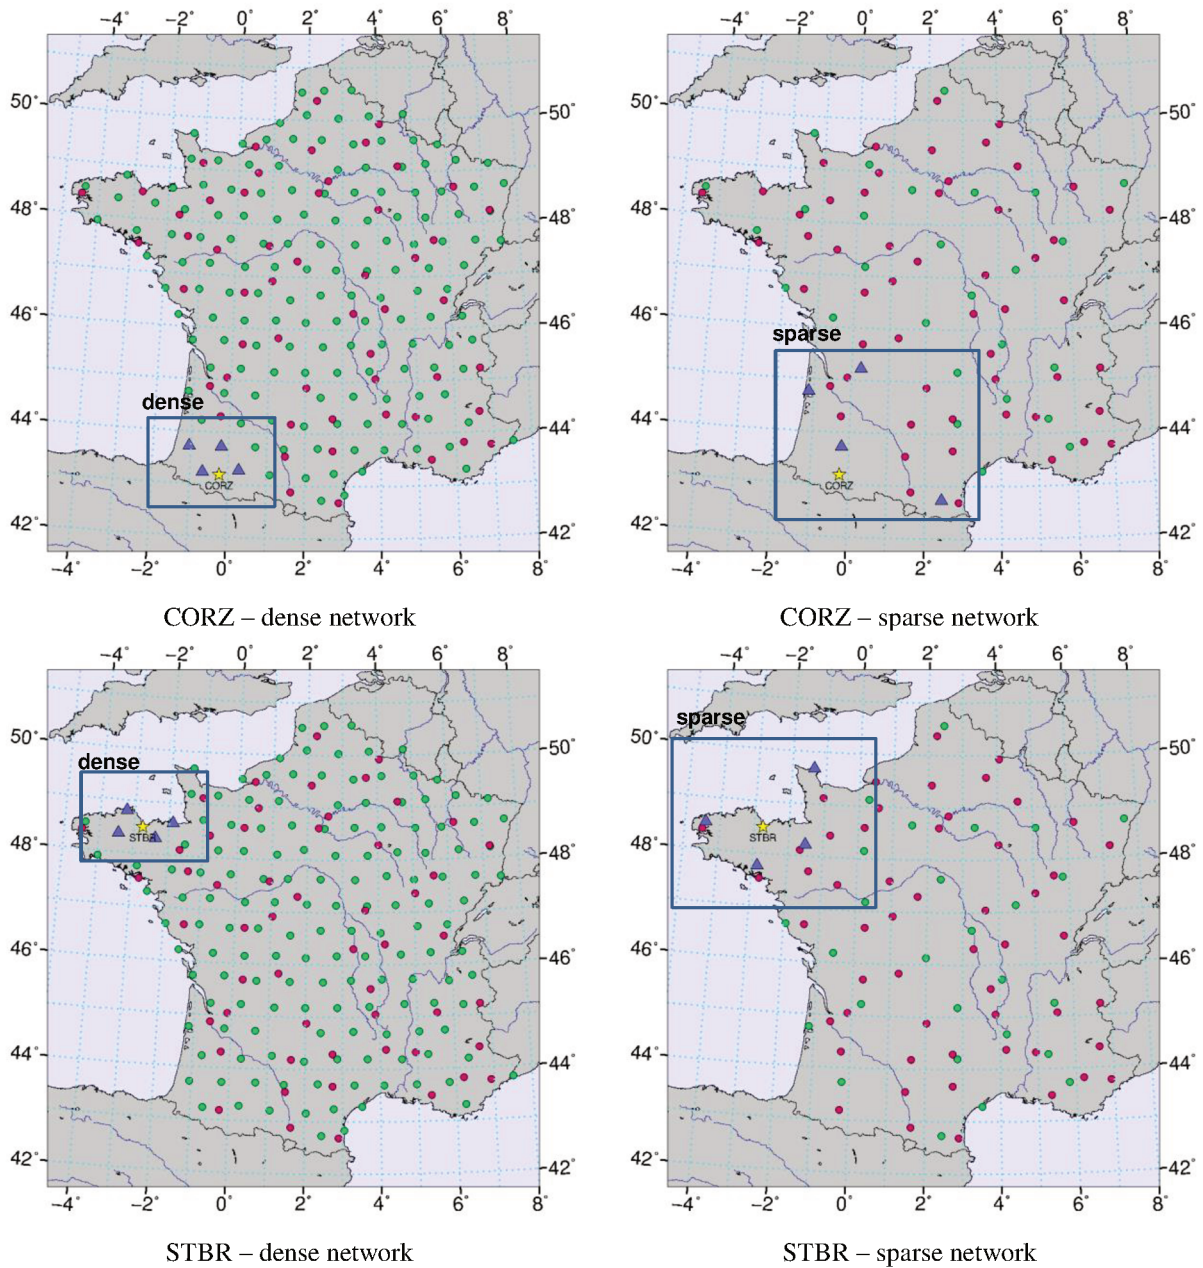 −4° −2° 0° 2° 4° 6° 8°
−4° −2° 0° 2° 4° 6° 8°
50° 50° 50°
48° 48° 48°
46° 46° 46° 46°
sparse
dense
44° 44° 44° 44°
CORZ CORZ
42° 42° 42° 42°
−4° −2° 0° 2° 4° 6° 8°
−4° −2° 0° 2° 4° 6° 8°
CORZ – dense network
CORZ – sparse network
−4° −2° 0° 2° 4° 6° 8°
−4° −2° 0° 2° 4° 6° 8°
sparse
50° 50° 50° 50°
dense
STBR STBR
48° 48° 48° 48°
46° 46° 46° 46°
44° 44° 44° 44°
42° 42° 42° 42°
−4° −2° 0° 2° 4° 6° 8°
−4° −2° 0° 2° 4° 6° 8°
STBR – dense network
STBR – sparse network